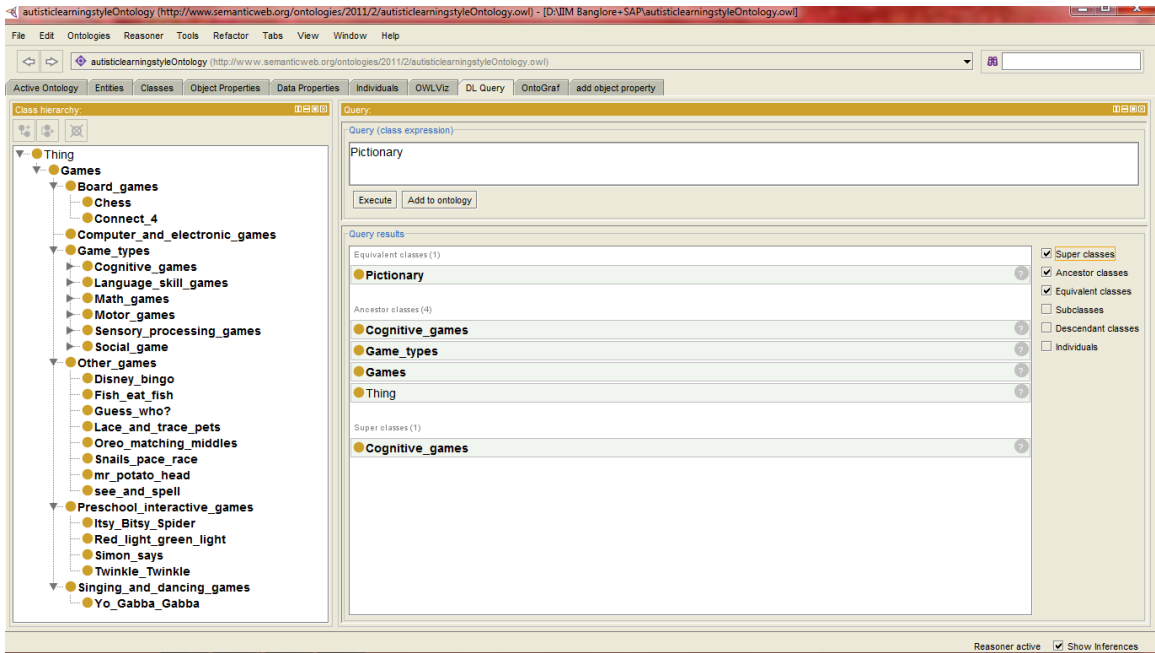 autisticlearningstyleOntology (http://www.semanticweb.org/ontologies/2011/2/autisticlearningstyleOntology.owl) - [D:\IIM Banglore+SAP\autisticlearningstyleOntology.owl]
File Edit Ontologies Reasoner Tools Refactor Tabs View Window Help
autisticlearningstyleOntology (http://www.semanticweb.org/ontologies/2011/2/autisticlearningstyleOntology.owl)
Active Ontology Entities Classes Object Properties Data Properties Individuals OWLViz DL Query OntoGraf add object property
Class hierarchy:
Thing
Games
Board_games
Chess
Connect_4
Computer_and_electronic_games
Game_types
Cognitive_games
Language_skill_games
Math_games
Motor_games
Sensory_processing_games
Social_game
Other_games
Disney_bingo
Fish_eat_fish
Guess_who?
Lace_and_trace_pets
Oreo_matching_middles
Snails_pace_race
mr_potato_head
see_and_spell
Preschool_interactive_games
Itsy_Bitsy_Spider
Red_light_green_light
Simon_says
Twinkle_Twinkle
Singing_and_dancing_games
Yo_Gabba_Gabba
Query:
Query (class expression)
Pictionary
Execute Add to ontology
Query results
Equivalent classes (1)
Pictionary
Ancestor classes (4)
Cognitive_games
Game_types
Games
Thing
Super classes (1)
Cognitive_games
Super classes
Ancestor classes
Equivalent classes
Subclasses
Descendant classes
Individuals
Reasoner active Show Inferences